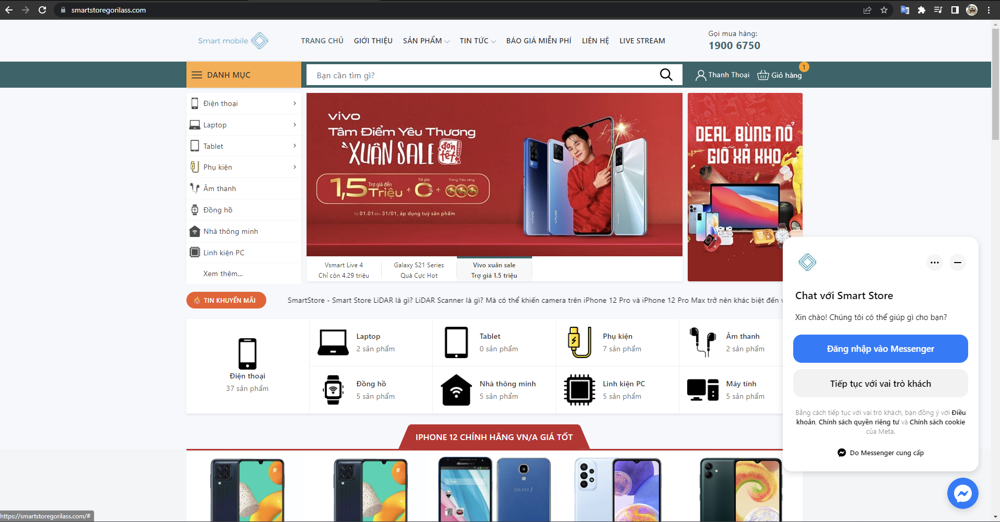 smartstoregorilass.com
Smart mobile
TRANG CHỦ GIỚI THIỆU SẢN PHẨM TIN TỨC BÁO GIÁ MIỄN PHÍ LIÊN HỆ LIVE STREAM
Gọi mua hàng:
1900 6750
DANH MỤC
Bạn cần tìm gì?
Thanh Thoại
Giỏ hàng
1
Điện thoại
Laptop
Tablet
Phụ kiện
Âm thanh
Đồng hồ
Nhà thông minh
Linh kiện PC
Xem thêm...
vivo
Tâm Điểm Yêu Thương
XUÂN SALE đón tết 2021
1,5 Trợ giá đến Triệu + Trả góp 0% + Trúng Trâu vàng
Từ 01.01 đến 31/01, áp dụng tuỳ sản phẩm
vivo
vivo
vivo
DEAL BÙNG NỔ
GIÕ XẢ KHO
Vsmart Live 4
Chỉ còn 4.29 triệu
Galaxy S21 Series
Quà Cực Hot
Vivo xuân sale
Trợ giá 1.5 triệu
TIN KHUYẾN MÃI
SmartStore - Smart Store LiDAR là gì? LiDAR Scanner là gì? Mà có thể khiến camera trên iPhone 12 Pro và iPhone 12 Pro Max trở nên khác biệt đến
Điện thoại
37 sản phẩm
Laptop
2 sản phẩm
Tablet
0 sản phẩm
Phụ kiện
7 sản phẩm
Âm thanh
2 sản phẩm
Đồng hồ
5 sản phẩm
Nhà thông minh
5 sản phẩm
Linh kiện PC
5 sản phẩm
Máy tính
5 sản phẩm
IPHONE 12 CHÍNH HÃNG VN/A GIÁ TỐT
döcomo
Google
GALAXY J
Chat với Smart Store
Xin chào! Chúng tôi có thể giúp gì cho bạn?
Đăng nhập vào Messenger
Tiếp tục với vai trò khách
Bằng cách tiếp tục với vai trò khách, bạn đồng ý với Điều
khoản, Chính sách quyền riêng tư và Chính sách cookie
của Meta.
Do Messenger cung cấp
https://smartstoregorilass.com/#